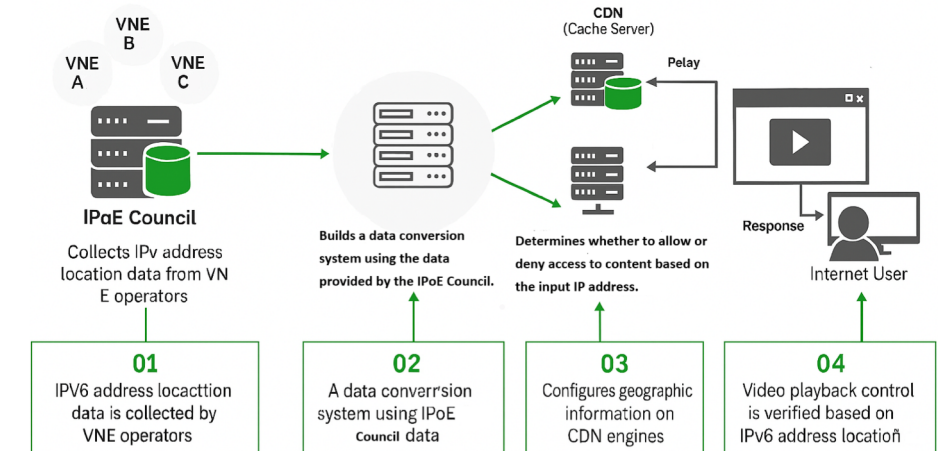 VNE
B
VNE
A
VNE
C
IPαE Council
Collects IPv address
location data from VN
E operators
Builds a data conversion
system using the data
provided by the IPoE Council.
CDN
(Cache Server)
Pelay
Determines whether to allow or
deny access to content based on
the input IP address.
Response
Internet User
01
IPV6 address locacttion
data is collected by
VNE operators
02
A data converrsion
system using IPoE
Council data
03
Configures geographic
information on
CDN engines
04
Video playback control
is verified based on
IPv6 address locatioñ